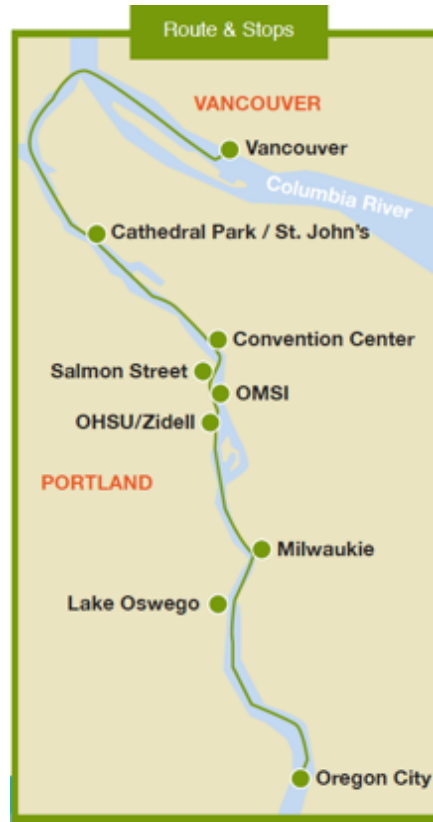 Route & Stops
VANCOUVER
Vancouver
Columbia River
Cathedral Park / St. John's
Convention Center
Salmon Street
OMSI
OHSU/Zidell
PORTLAND
Milwaukie
Lake Oswego
Oregon City